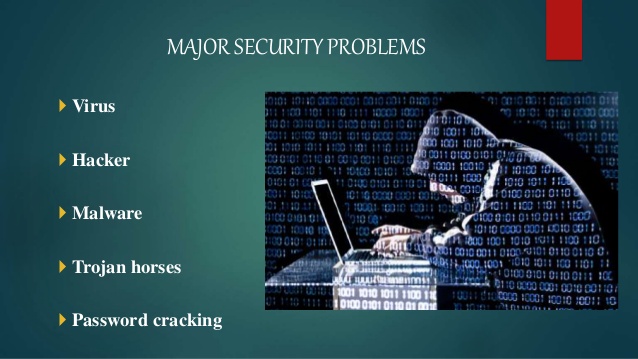 MAJOR SECURITY PROBLEMS
Virus
Hacker
Malware
Trojan horses
Password cracking